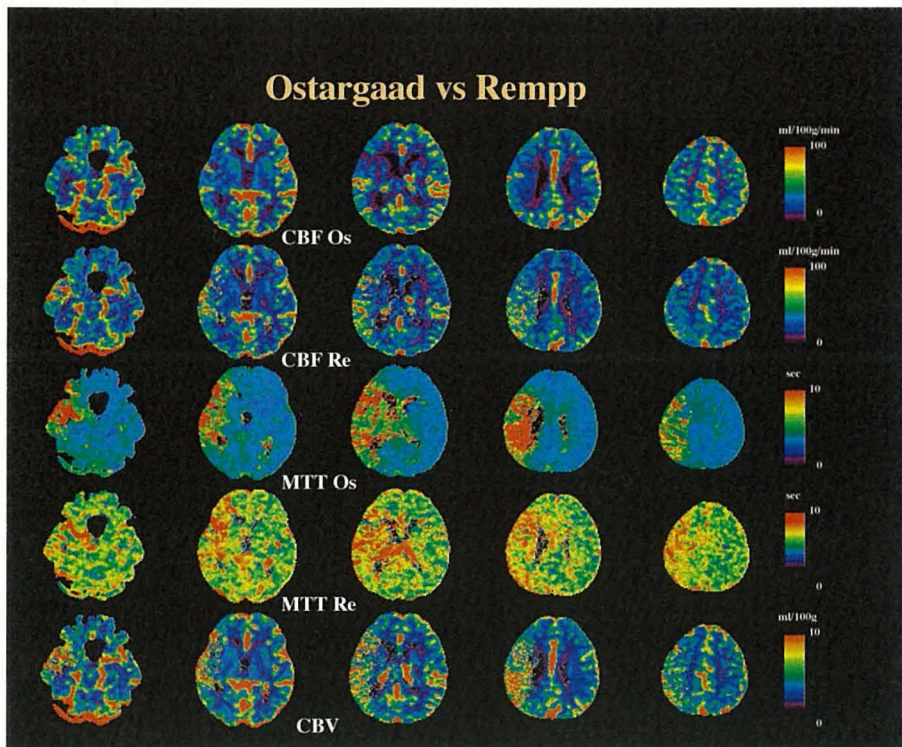 Ostargaad vs Rempp
ml/100g/min
100
0
CBF Os
ml/100g/min
100
0
CBF Re
sec
10
0
MTT Os
sec
10
0
MTT Re
ml/100g
10
0
CBV